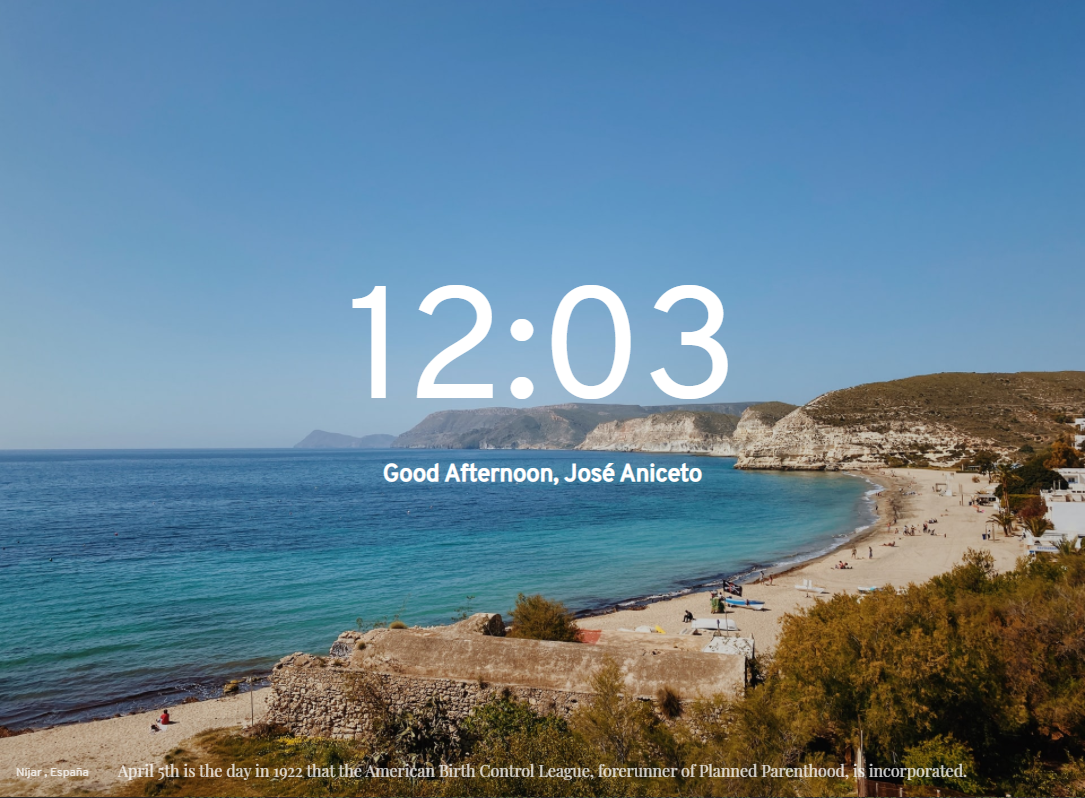 12:03
Good Afternoon, José Aniceto
Níjar , España
April 5th is the day in 1922 that the American Birth Control League, forerunner of Planned Parenthood, is incorporated.